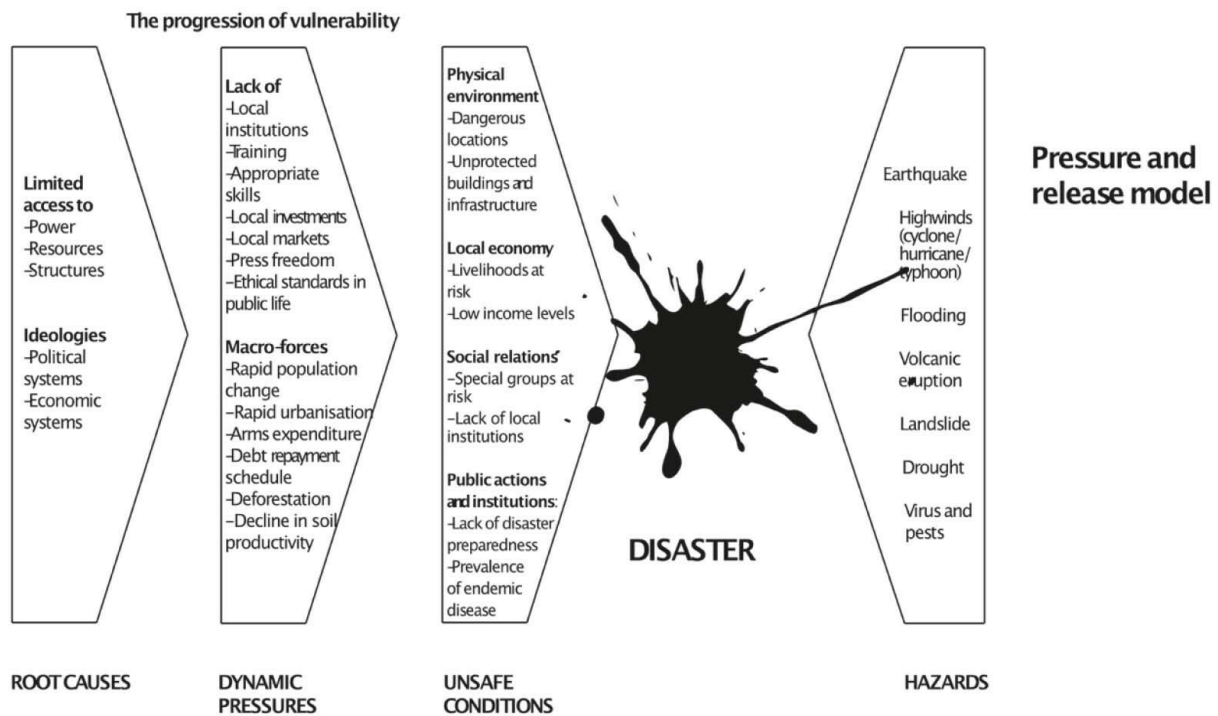 The progression of vulnerability
Limited
access to
-Power
-Resources
-Structures
Ideologies
-Political
systems
-Economic
systems
ROOT CAUSES
Lack of
-Local
institutions
-Training
-Appropriate
skills
-Local investments
-Local markets
-Press freedom
-Ethical standards in
public life
Macro-forces
-Rapid population
change
-Rapid urbanisation
-Arms expenditure
-Debt repayment
schedule
-Deforestation
-Decline in soil
productivity
DYNAMIC
PRESSURES
Physical
environment
-Dangerous
locations
-Unprotected
buildings and
infrastructure
Local economy
-Livelihoods at
risk
-Low income levels
Social relations
-Special groups at
risk
-Lack of local
institutions
Public actions
and institutions:
-Lack of disaster
preparedness
-Prevalence
of endemic
disease
UNSAFE
CONDITIONS
DISASTER
Earthquake
Highwinds
(cyclone/
hurricane/
typhoon)
Flooding
Volcanic
eruption
Landslide
Drought
Virus and
pests
HAZARDS
Pressure and
release model